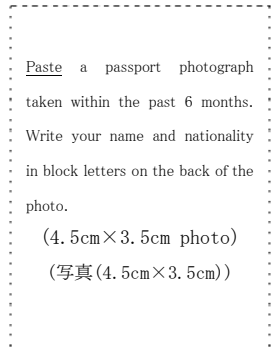 Paste a passport photograph
taken within the past 6 months.
Write your name and nationality
in block letters on the back of the
photo.
(4.5cm×3.5cm photo)
(写真(4.5cm×3.5cm))